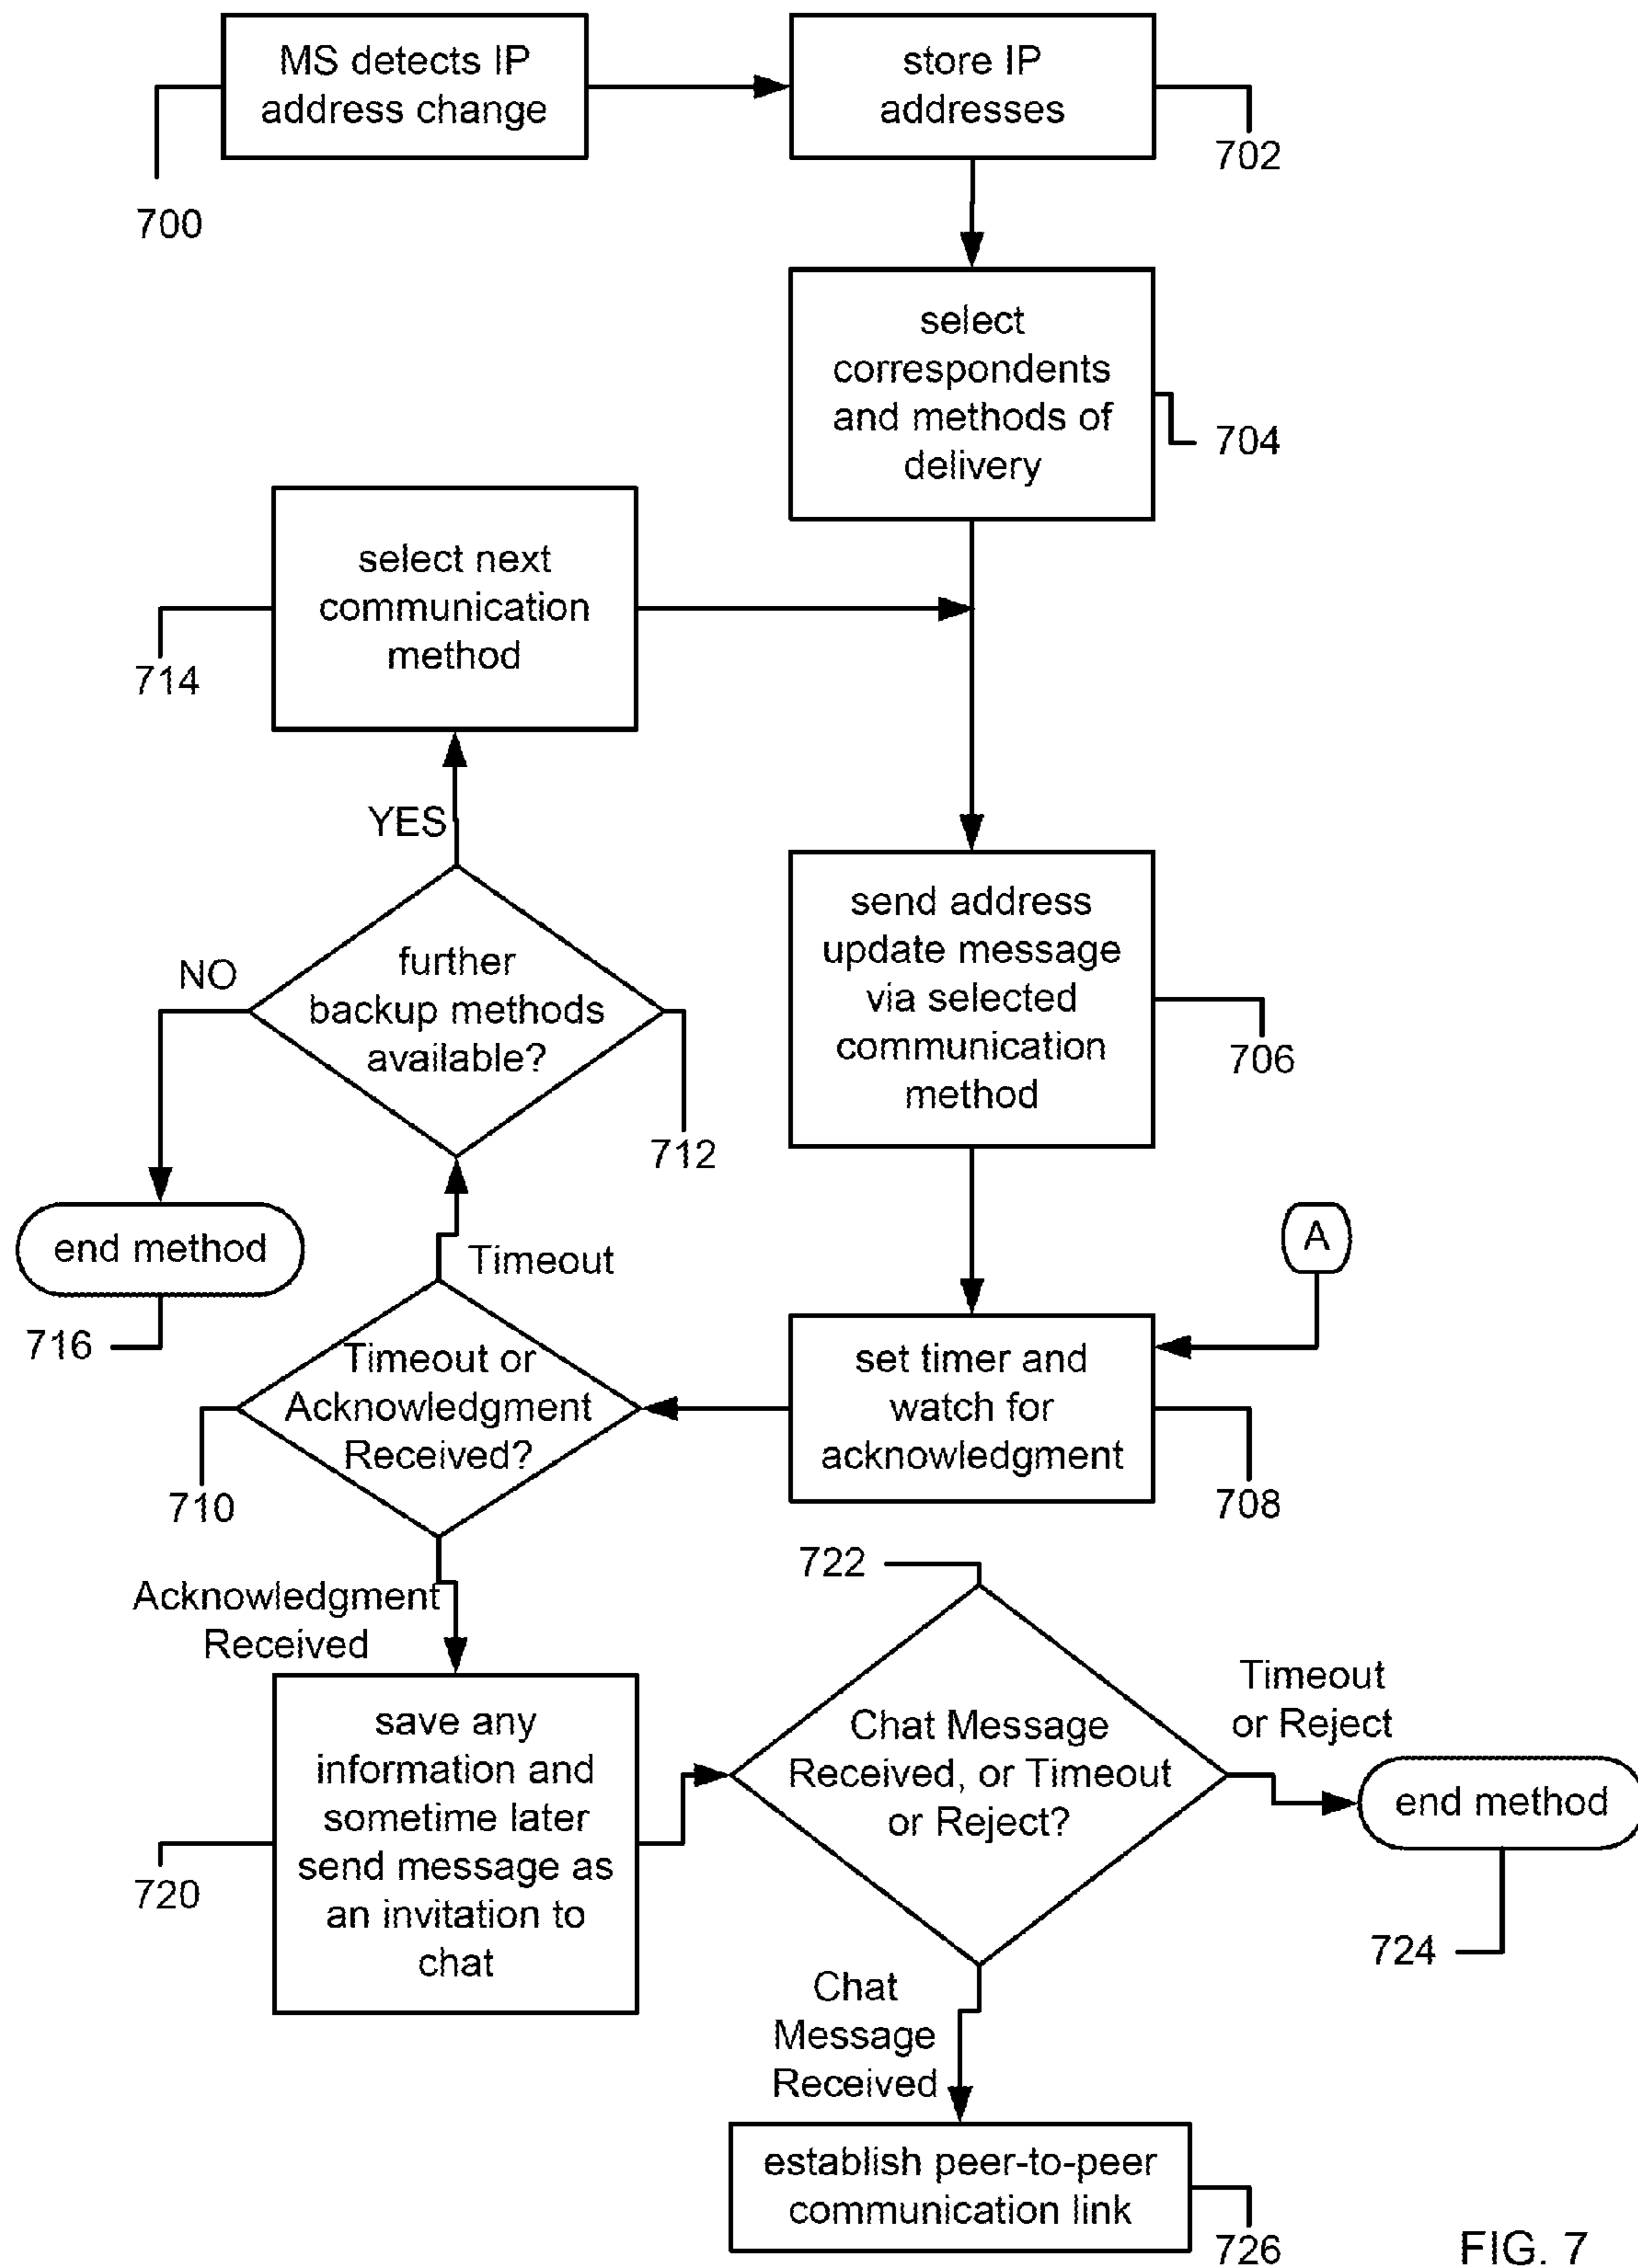 MS detects IP
address change
700
store IP
addresses
702
select
correspondents
and methods of
delivery
704
select next
communication
method
714
YES
further
backup methods
available?
NO
712
end method
716
send address
update message
via selected
communication
method
706
A
Timeout
Timeout or
Acknowledgment
Received?
710
set timer and
watch for
acknowledgment
708
Acknowledgment
Received
save any
information and
sometime later
send message as
an invitation to
chat
720
722
Chat Message
Received, or Timeout
or Reject?
Timeout
or Reject
end method
724
Chat
Message
Received
establish peer-to-peer
communication link
726
FIG. 7